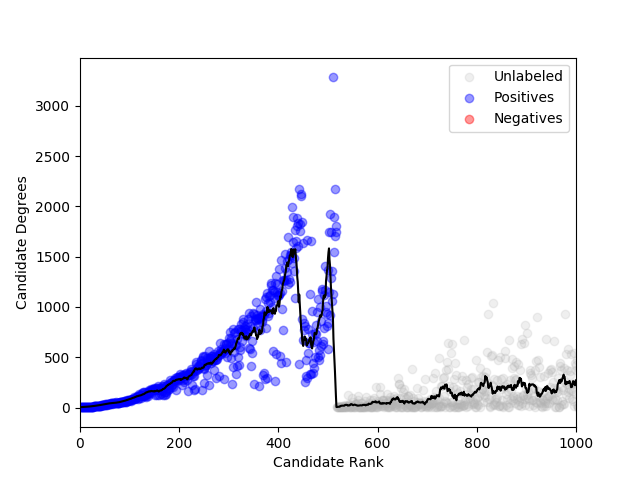 Unlabeled
Positives
Negatives
3000
2500
2000
1500
1000
500
0
Candidate Degrees
0 200 400 600 800 1000
Candidate Rank